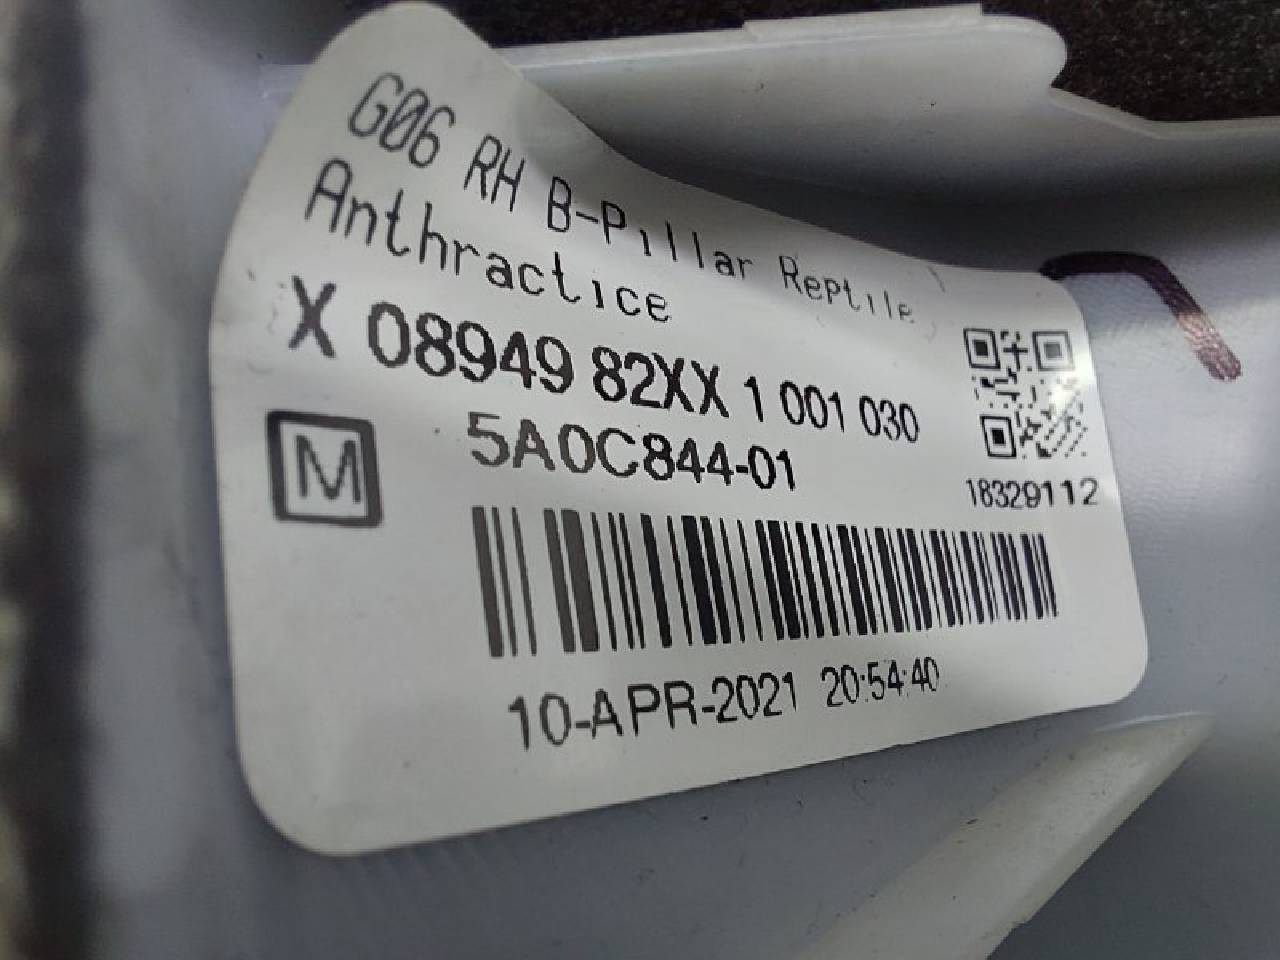 G06 RH B-Pillar Reptile
Anthractice
X 08949 82XX 1 001 030
5A0C844-01
M
18329112
10-APR-2021 20:54:40